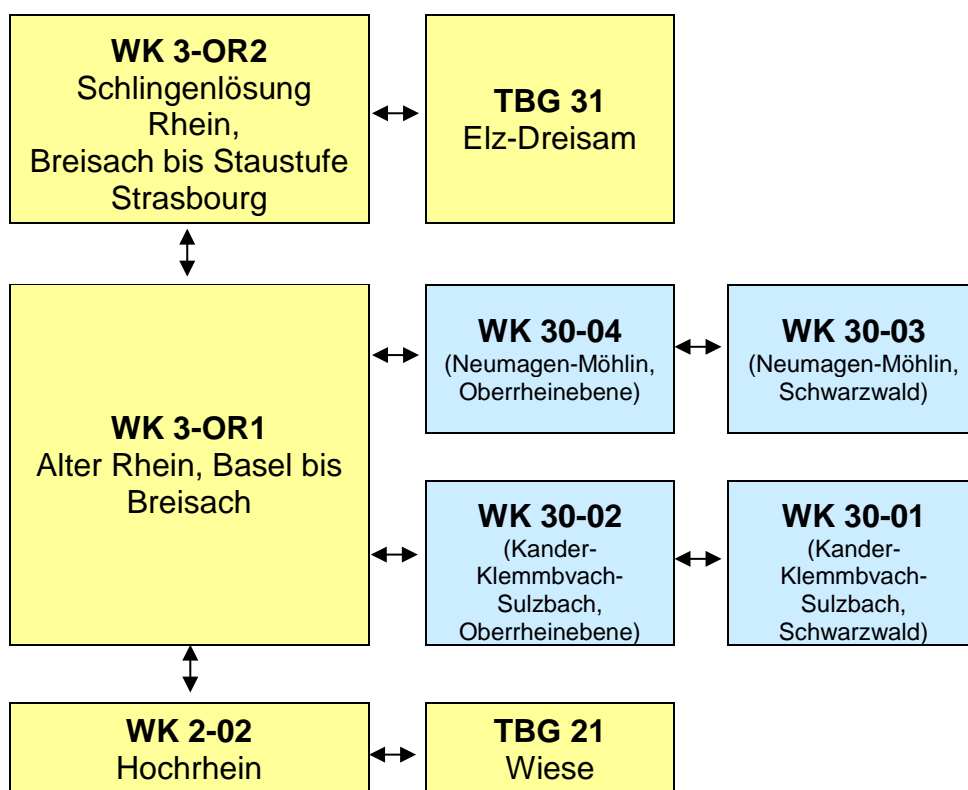 WK 3-OR2
Schlingenlösung
Rhein,
Breisach bis Staustufe
Strasbourg
TBG 31
Elz-Dreisam
WK 3-OR1
Alter Rhein, Basel bis
Breisach
WK 30-04
(Neumagen-Möhlin,
Oberrheinebene)
WK 30-03
(Neumagen-Möhlin,
Schwarzwald)
WK 30-02
(Kander-
Klemmbvach-
Sulzbach,
Oberrheinebene)
WK 30-01
(Kander-
Klemmbvach-
Sulzbach,
Schwarzwald)
WK 2-02
Hochrhein
TBG 21
Wiese